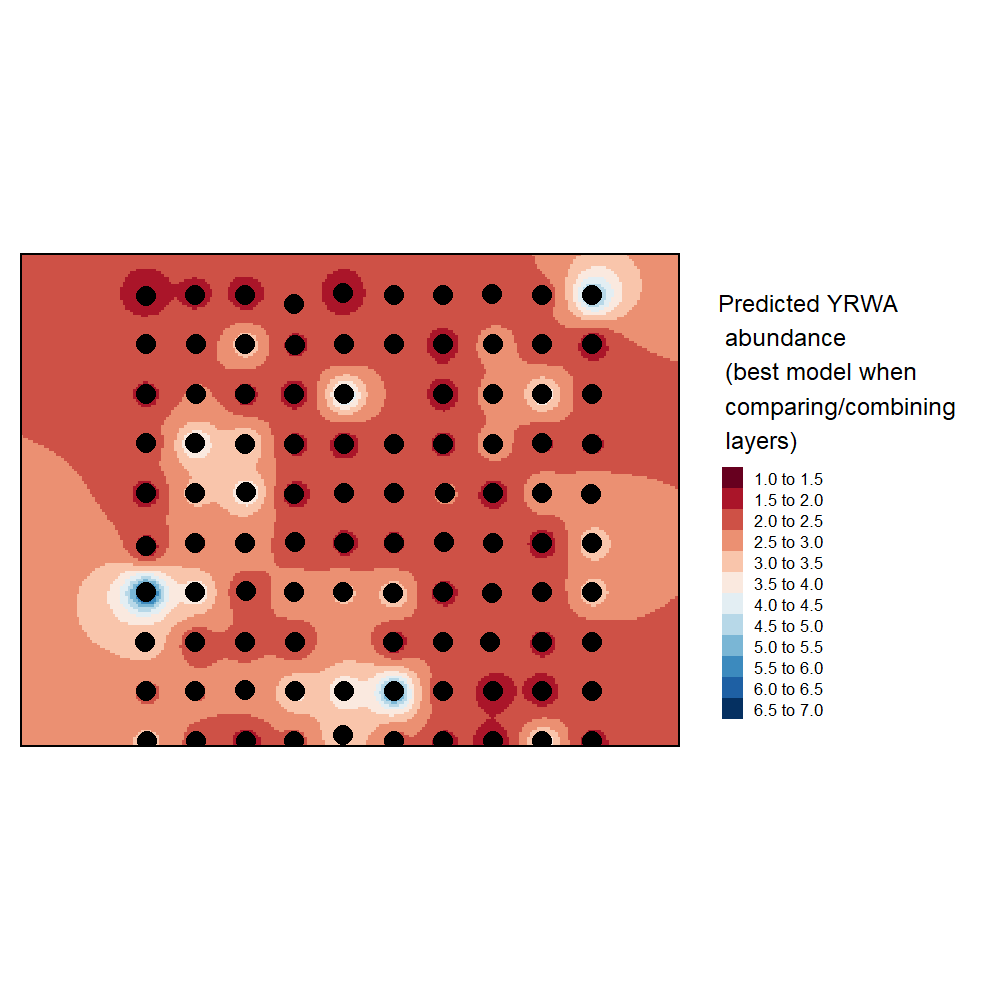 Predicted YRWA
abundance
(best model when
comparing/combining
layers)
1.0 to 1.5
1.5 to 2.0
2.0 to 2.5
2.5 to 3.0
3.0 to 3.5
3.5 to 4.0
4.0 to 4.5
4.5 to 5.0
5.0 to 5.5
5.5 to 6.0
6.0 to 6.5
6.5 to 7.0